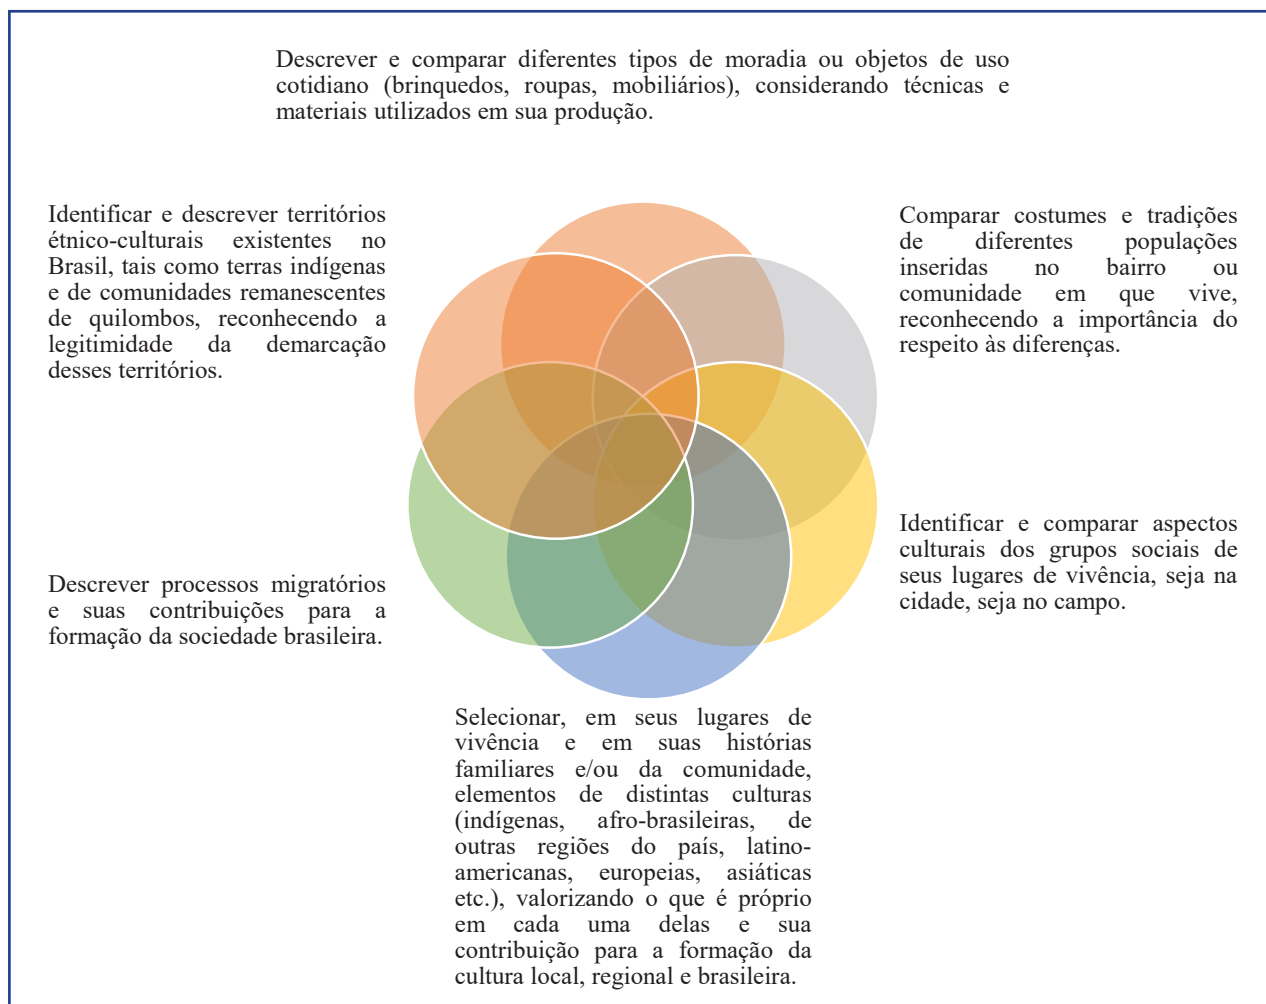 Descrever e comparar diferentes tipos de moradia ou objetos de uso
cotidiano (brinquedos, roupas, mobiliários), considerando técnicas e
materiais utilizados em sua produção.
Identificar e descrever territórios
étnico-culturais existentes no
Brasil, tais como terras indígenas
e de comunidades remanescentes
de quilombos, reconhecendo a
legitimidade da demarcação
desses territórios.
Comparar costumes e tradições
de diferentes populações
inseridas no bairro ou
comunidade em que vive,
reconhecendo a importância do
respeito às diferenças.
Descrever processos migratórios
e suas contribuições para a
formação da sociedade brasileira.
Identificar e comparar aspectos
culturais dos grupos sociais de
seus lugares de vivência, seja na
cidade, seja no campo.
Selecionar, em seus lugares de
vivência e em suas histórias
familiares e/ou da comunidade,
elementos de distintas culturas
(indígenas, afro-brasileiras, de
outras regiões do país, latino-
americanas, europeias, asiáticas
etc.), valorizando o que é próprio
em cada uma delas e sua
contribuição para a formação da
cultura local, regional e brasileira.